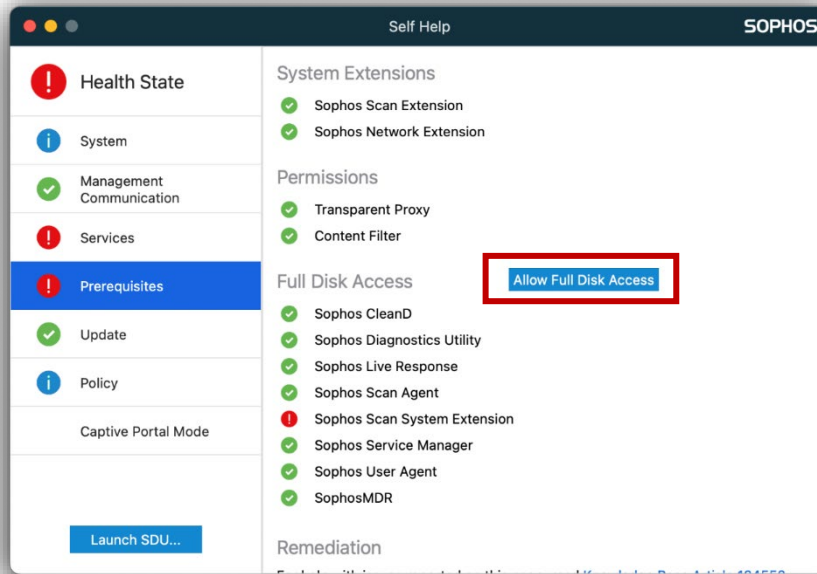 Self Help
SOPHOS
Health State
System
Management
Communication
Services
Prerequisites
Update
Policy
Captive Portal Mode
Launch SDU...
System Extensions
Sophos Scan Extension
Sophos Network Extension
Permissions
Transparent Proxy
Content Filter
Full Disk Access
Allow Full Disk Access
Sophos CleanD
Sophos Diagnostics Utility
Sophos Live Response
Sophos Scan Agent
Sophos Scan System Extension
Sophos Service Manager
Sophos User Agent
SophosMDR
Remediation